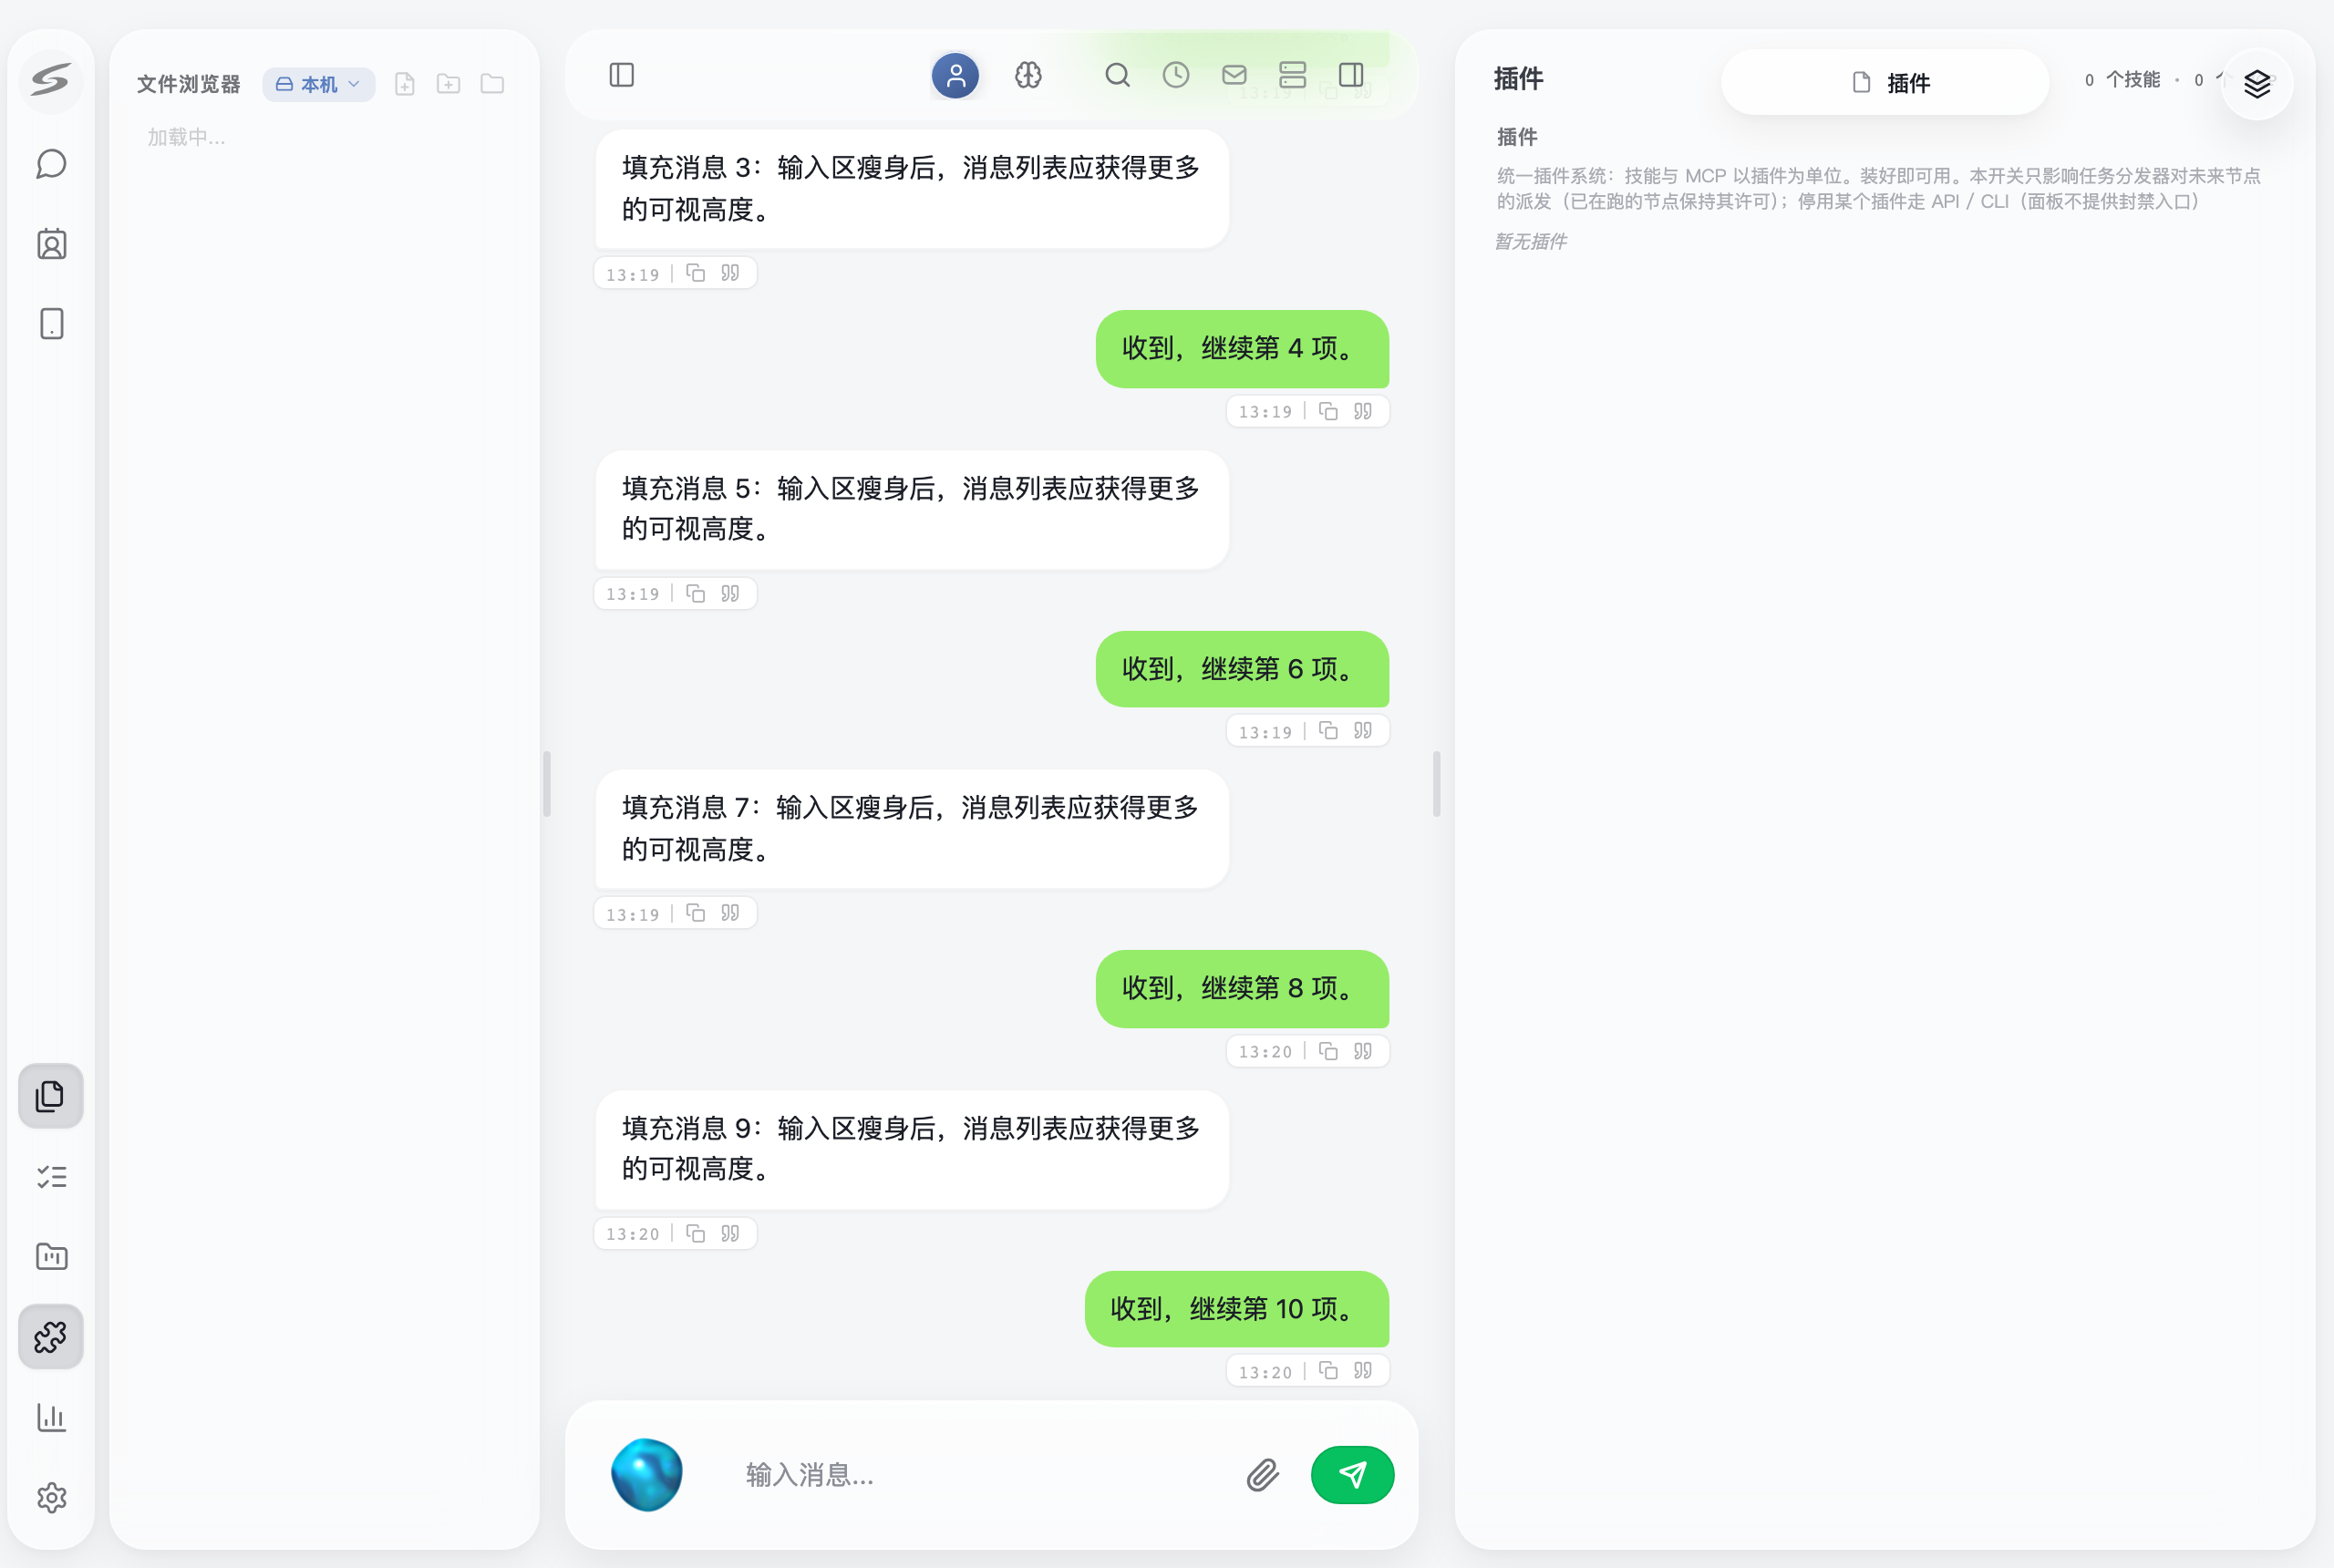 文件浏览器
本机
加载中...
填充消息 3：输入区瘦身后，消息列表应获得更多
的可视高度。
13:19
收到，继续第 4 项。
13:19
填充消息 5：输入区瘦身后，消息列表应获得更多
的可视高度。
13:19
收到，继续第 6 项。
13:19
填充消息 7：输入区瘦身后，消息列表应获得更多
的可视高度。
13:19
收到，继续第 8 项。
13:20
填充消息 9：输入区瘦身后，消息列表应获得更多
的可视高度。
13:20
收到，继续第 10 项。
13:20
输入消息...
插件
插件
0 个技能 · 0
插件
统一插件系统：技能与 MCP 以插件为单位。装好即可用。本开关只影响任务分发器对未来节点
的派发（已在跑的节点保持其许可）；停用某个插件走 API / CLI（面板不提供封禁入口）
暂无插件